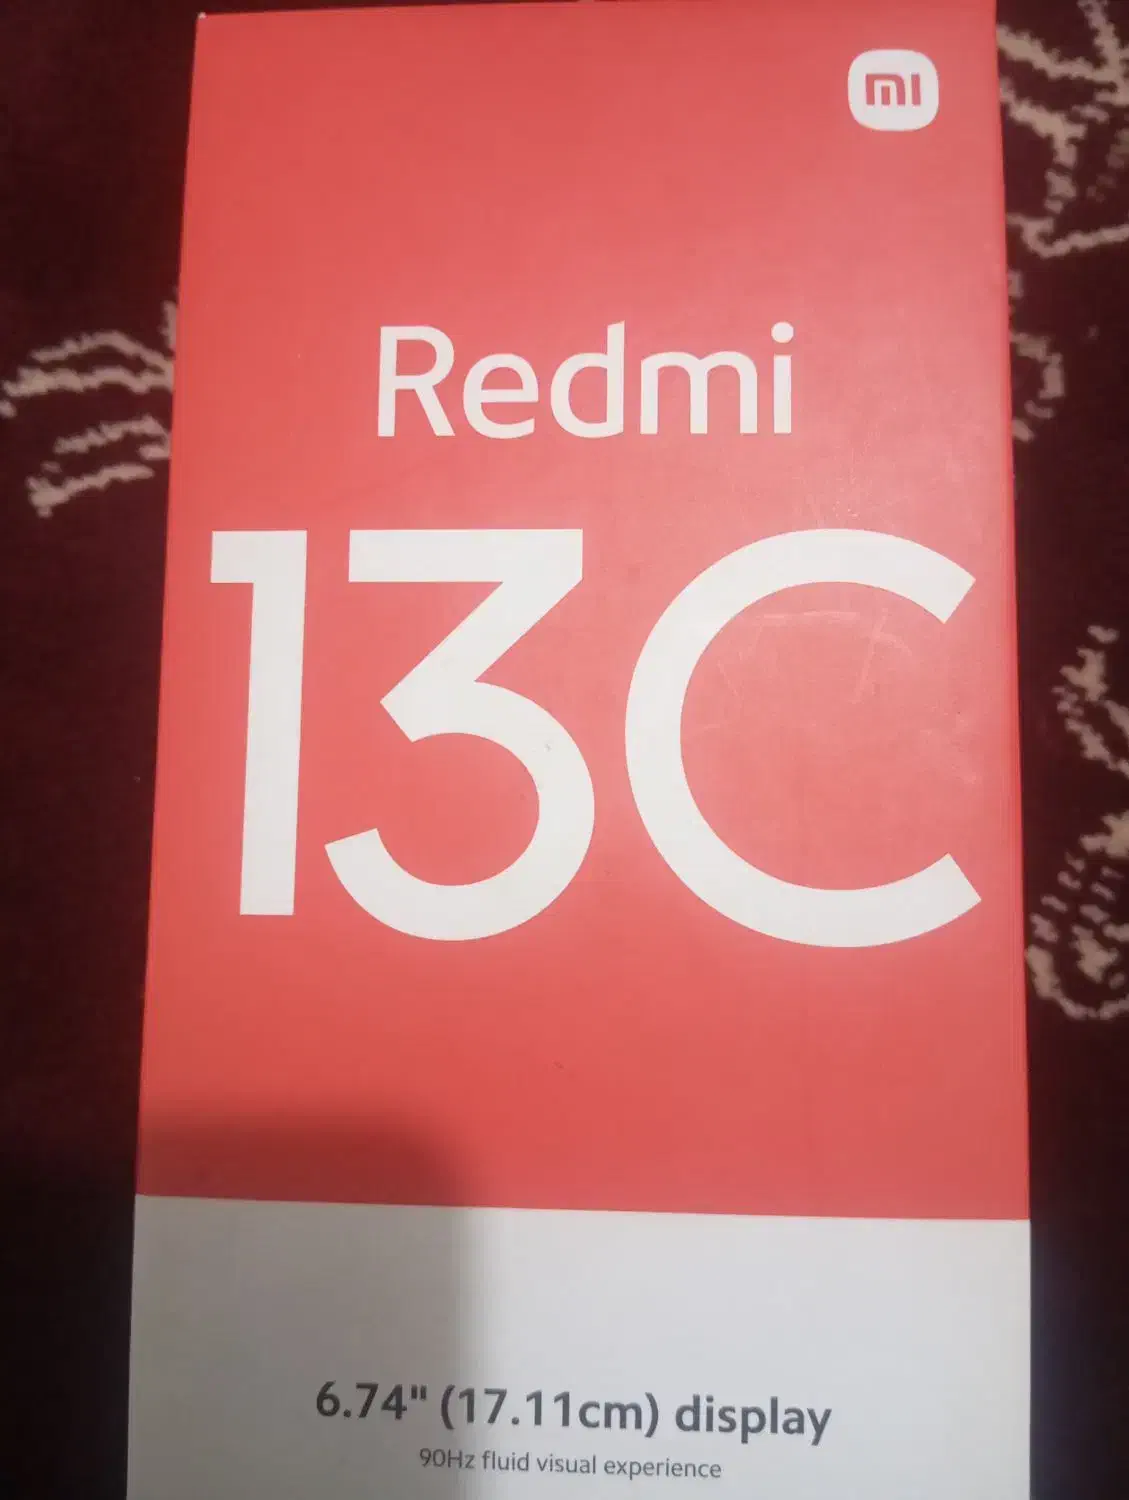 mi
Redmi
13C
6.74" (17.11cm) display
90Hz fluid visual experience